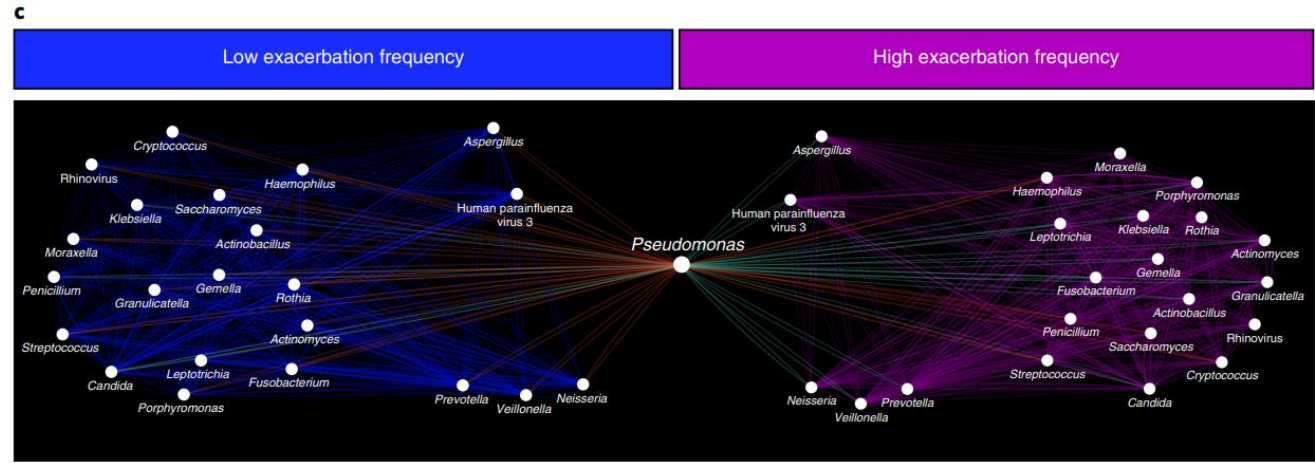 c
Low exacerbation frequency
High exacerbation frequency
Cryptococcus
Aspergillus
Rhinovirus
Haemophilus
Saccharomyces
Klebsiella
Human parainfluenza
virus 3
Actinobacillus
Moraxella
Penicillium
Gemella
Granulicatella
Rothia
Actinomyces
Streptococcus
Leptotrichia
Fusobacterium
Candida
Porphyromonas
Prevotella
Veillonella
Neisseria
Pseudomonas
Aspergillus
Moraxella
Haemophilus
Porphyromonas
Human parainfluenza
virus 3
Leptotrichia
Klebsiella
Rothia
Actinomyces
Gemella
Fusobacterium
Granulicatella
Actinobacillus
Penicillium
Saccharomyces
Rhinovirus
Streptococcus
Cryptococcus
Neisseria
Prevotella
Veillonella
Candida